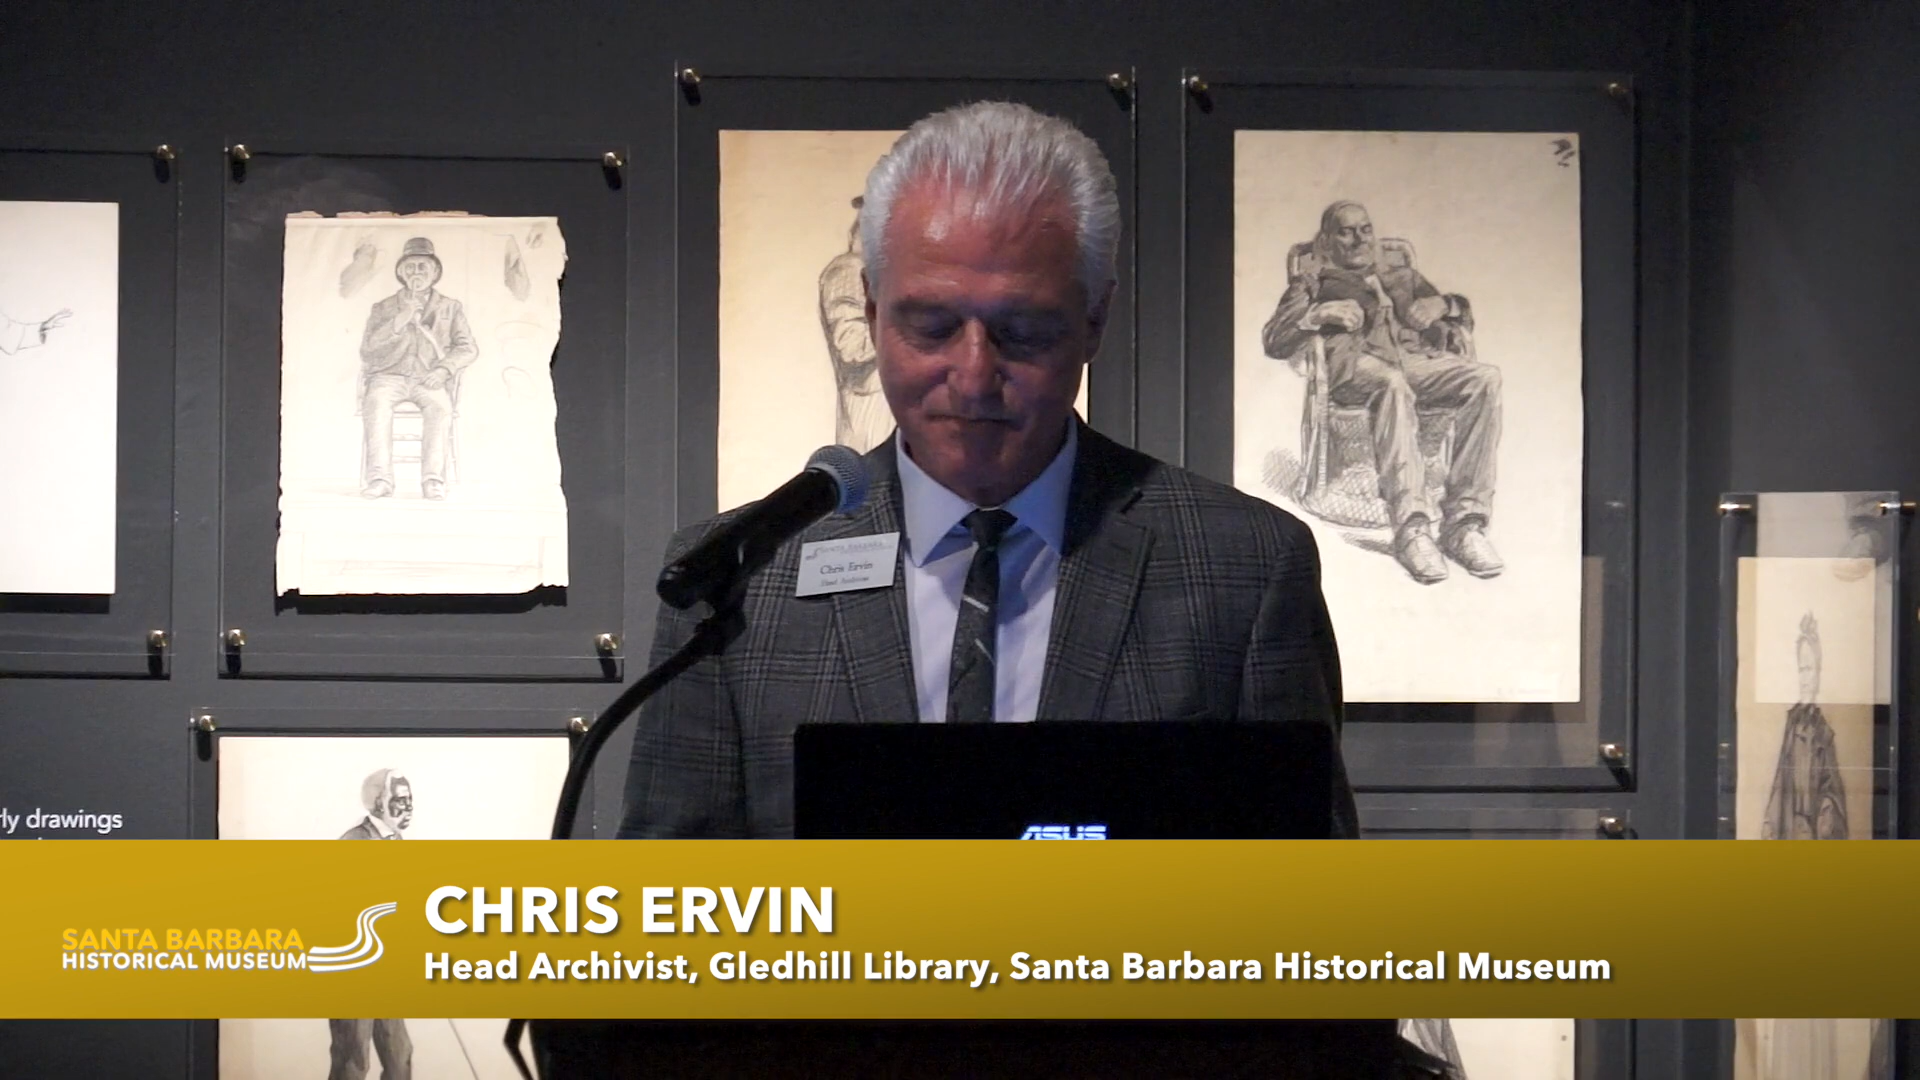 Chris Ervin
rly drawings
ASUS
CHRIS ERVIN
SANTA BARBARA
HISTORICAL MUSEUM
Head Archivist, Gledhill Library, Santa Barbara Historical Museum